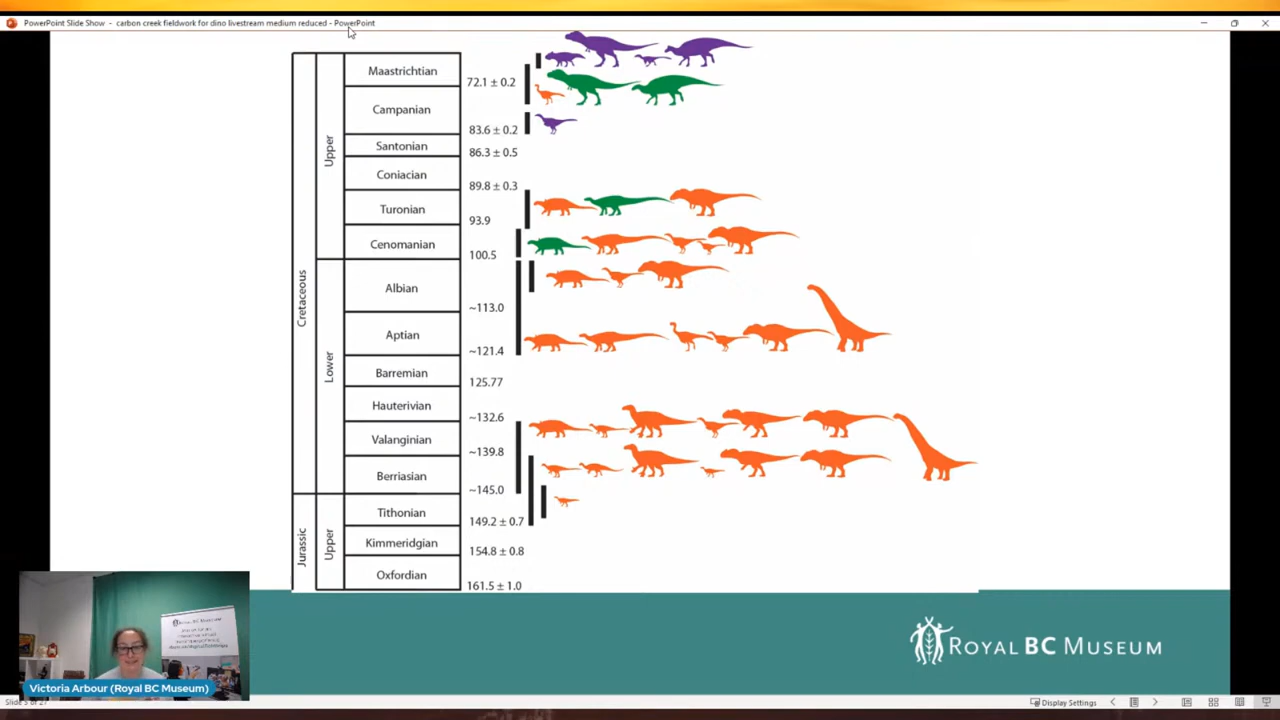 PowerPoint Slide Show - carbon creek fieldwork for dino livestream medium reduced - PowerPoint
Maastrichtian
72.1 ± 0.2
Campanian
83.6 ± 0.2
Santonian
86.3 ± 0.5
Coniacian
89.8 ± 0.3
Turonian
93.9
Cenomanian
100.5
Upper
Albian
~113.0
Aptian
~121.4
Barremian
125.77
Hauterivian
~132.6
Valanginian
~139.8
Berriasian
~145.0
Lower
Cretaceous
Tithonian
149.2 ± 0.7
Kimmeridgian
154.8 ± 0.8
Oxfordian
161.5 ± 1.0
Upper
Jurassic
ROYAL BC MUSEUM
Victoria Arbour (Royal BC Museum)
Slide 5 of 27
Display Settings